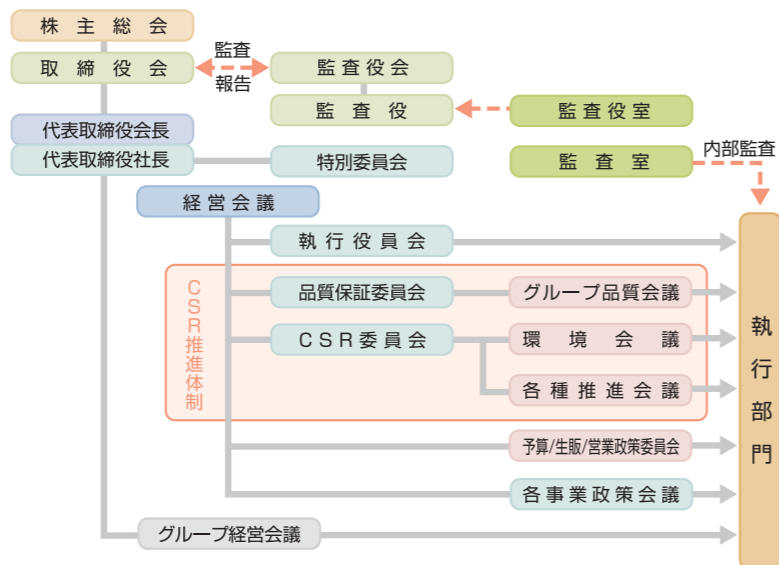 株主総会
取締役会
監査
報告
監査役会
監査役
監査役室
代表取締役会長
代表取締役社長
特別委員会
監査室
内部監査
経営会議
執行役員会
CSR推進体制
品質保証委員会
グループ品質会議
CSR委員会
環境会議
各種推進会議
予算/生販/営業政策委員会
各事業政策会議
グループ経営会議
執行部門